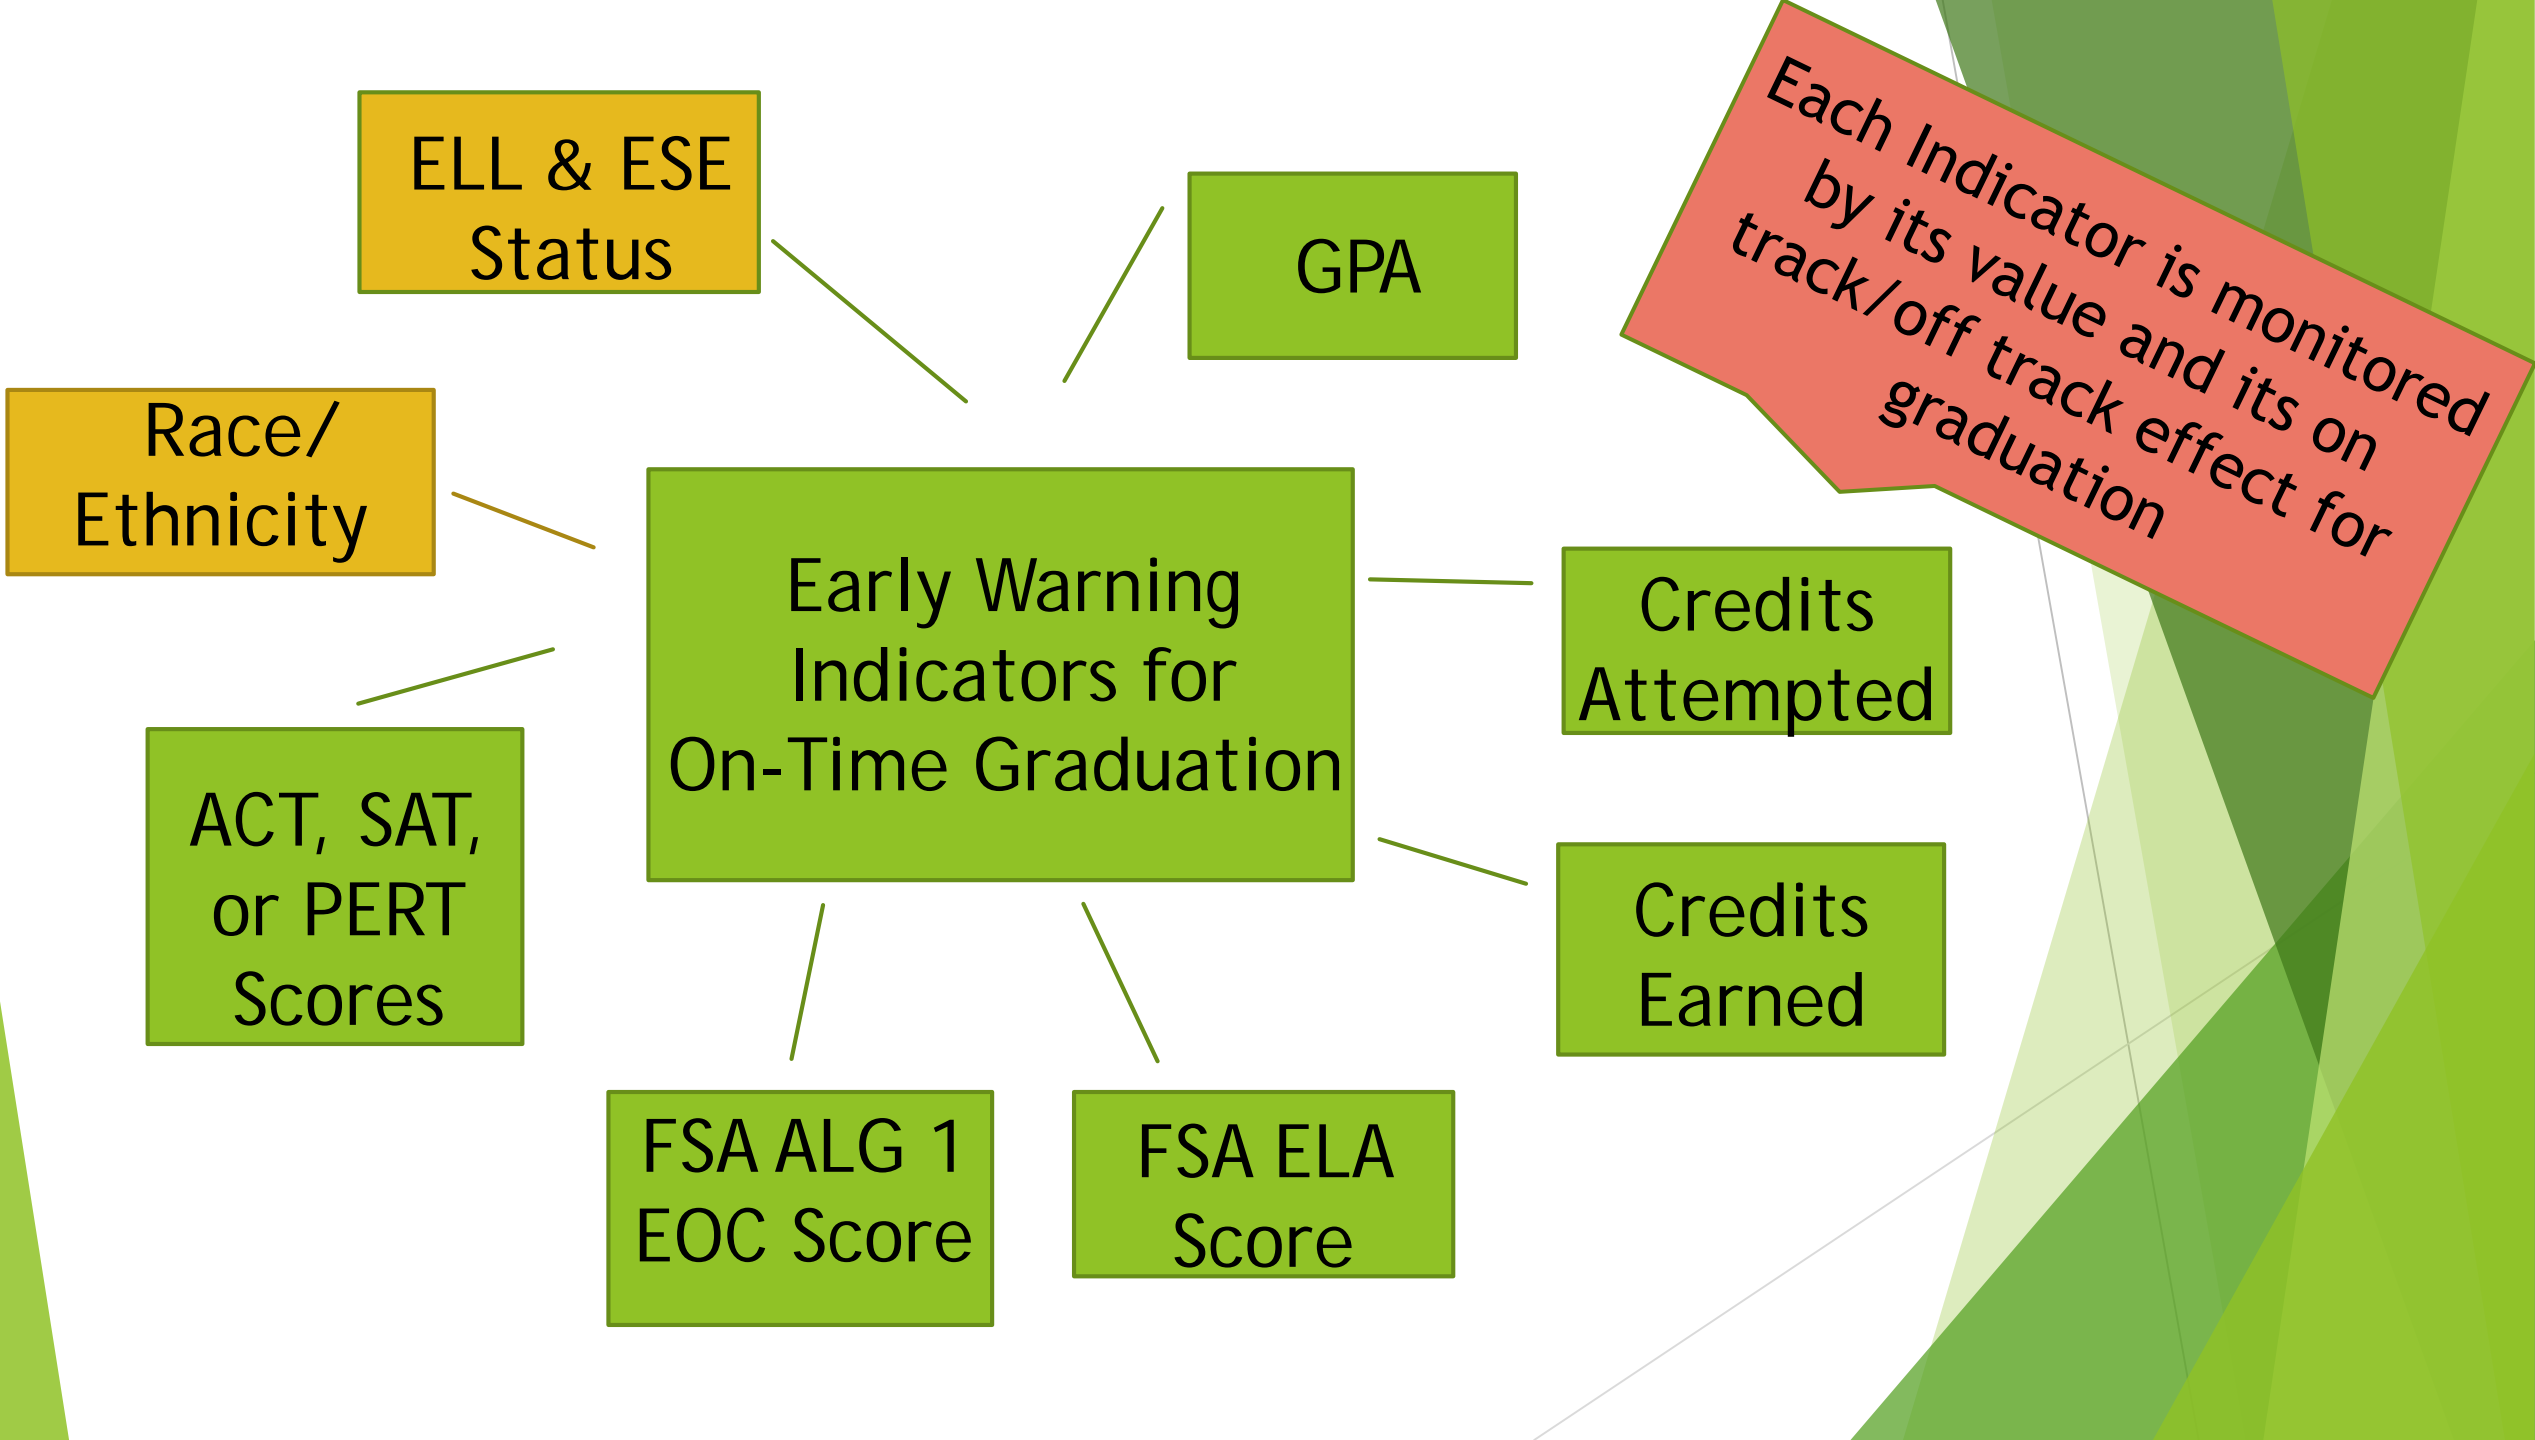 ELL & ESE
Status
GPA
Each Indicator is monitored
by its value and its on
track/off track effect for
graduation
Race/
Ethnicity
Early Warning
Indicators for
On-Time Graduation
Credits
Attempted
ACT, SAT,
or PERT
Scores
Credits
Earned
FSA ALG 1
EOC Score
FSA ELA
Score